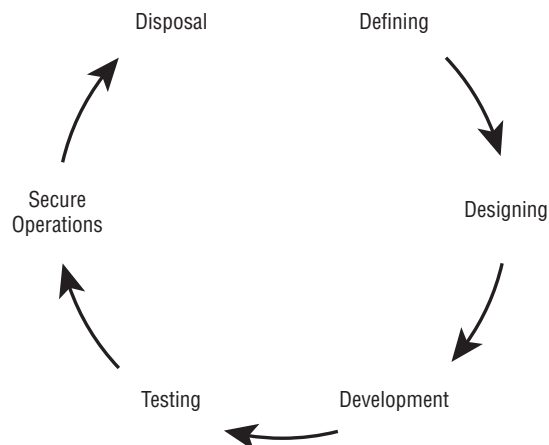 Disposal
Defining
Secure
Operations
Designing
Testing
Development